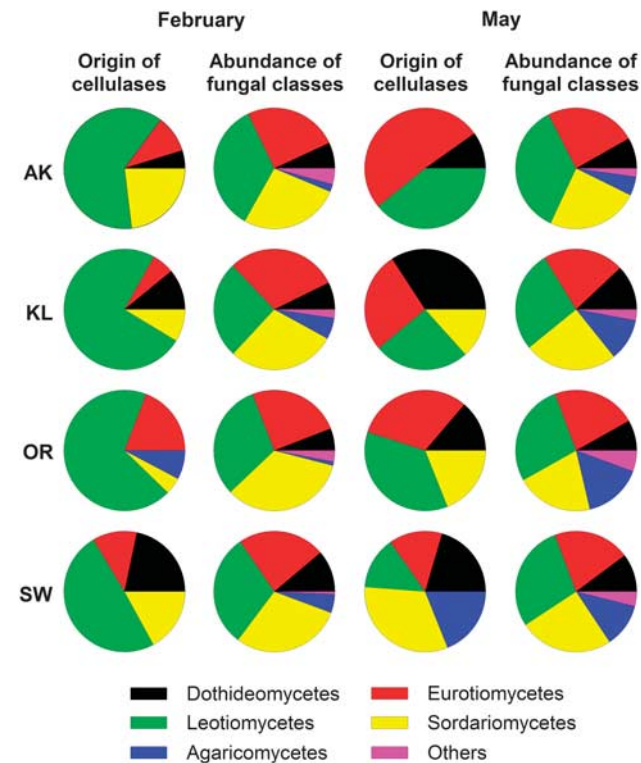 February May
Origin of Abundance of Origin of Abundance of
cellulases fungal classes cellulases fungal classes
AK
KL
OR
SW
Dothideomycetes Eurotiomycetes
Leotiomycetes Sordariomycetes
Agaricomycetes Others